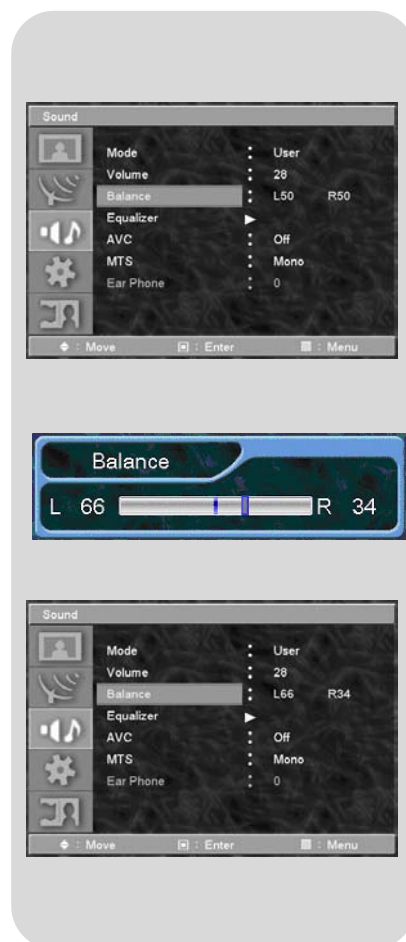 Sound
Mode : User
Volume : 28
Balance : L50 R50
Equalizer ▶
AVC : Off
MTS : Mono
Ear Phone : 0
: Move : Enter : Menu
Balance
L 66 R 34
Sound
Mode : User
Volume : 28
Balance : L66 R34
Equalizer ▶
AVC : Off
MTS : Mono
Ear Phone : 0
: Move : Enter : Menu